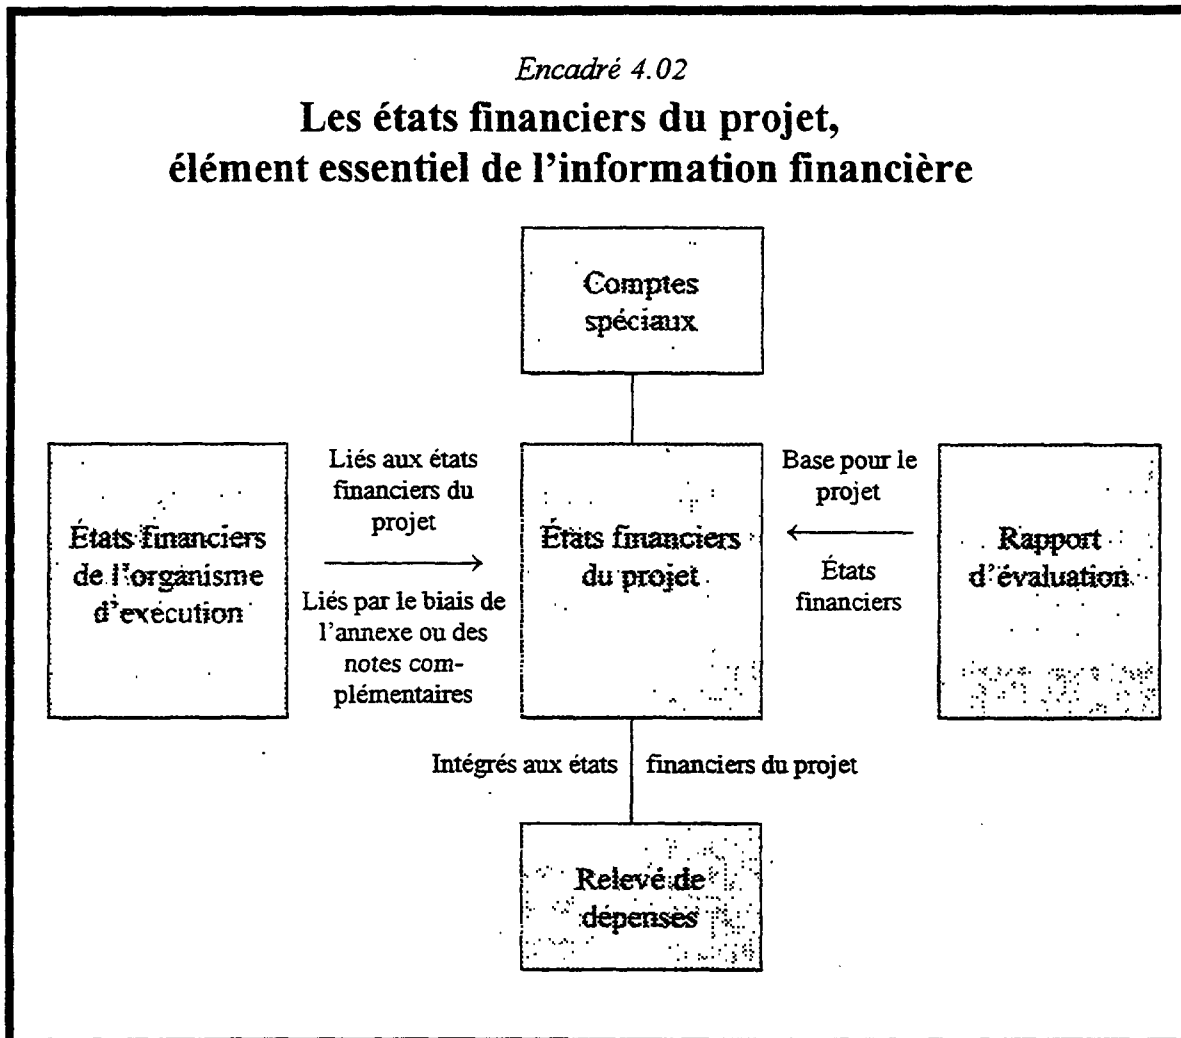 Encadré 4.02
Les états financiers du projet,
élément essentiel de l'information financière
Comptes
spéciaux
Liés aux états
financiers du
projet
Base pour le
projet
États financiers
de l'organisme
d'exécution
États financiers
du projet
Rapport
d'évaluation
Liés par le biais de
l'annexe ou des
notes com-
plémentaires
États
financiers
Intégrés aux états financiers du projet
Relevé de
dépenses